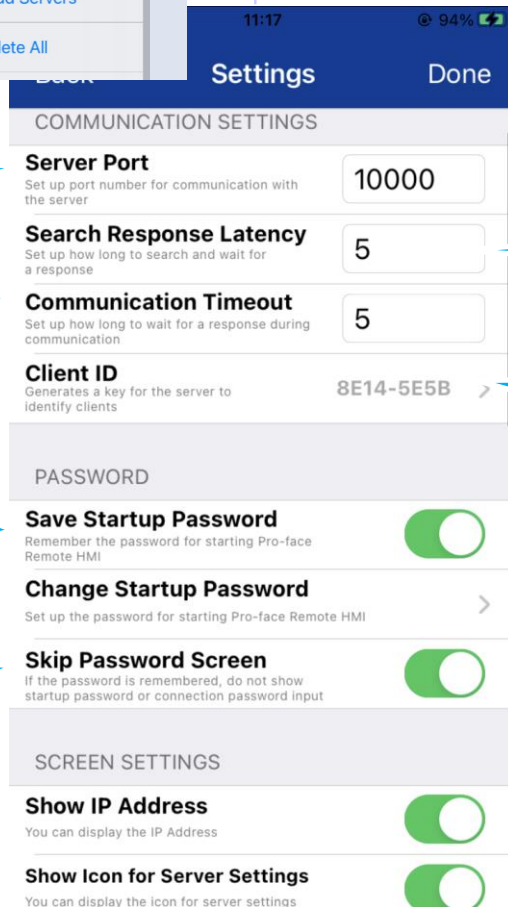 Servers
ete All
11:17
94%
Settings
Done
COMMUNICATION SETTINGS
Server Port
10000
Set up port number for communication with
the server
Search Response Latency
5
Set up how long to search and wait for
a response
Communication Timeout
5
Set up how long to wait for a response during
communication
Client ID
8E14-5E5B
Generates a key for the server to
identify clients
PASSWORD
Save Startup Password
Remember the password for starting Pro-face
Remote HMI
Change Startup Password
Set up the password for starting Pro-face Remote HMI
Skip Password Screen
If the password is remembered, do not show
startup password or connection password input
SCREEN SETTINGS
Show IP Address
You can display the IP Address
Show Icon for Server Settings
You can display the icon for server settings